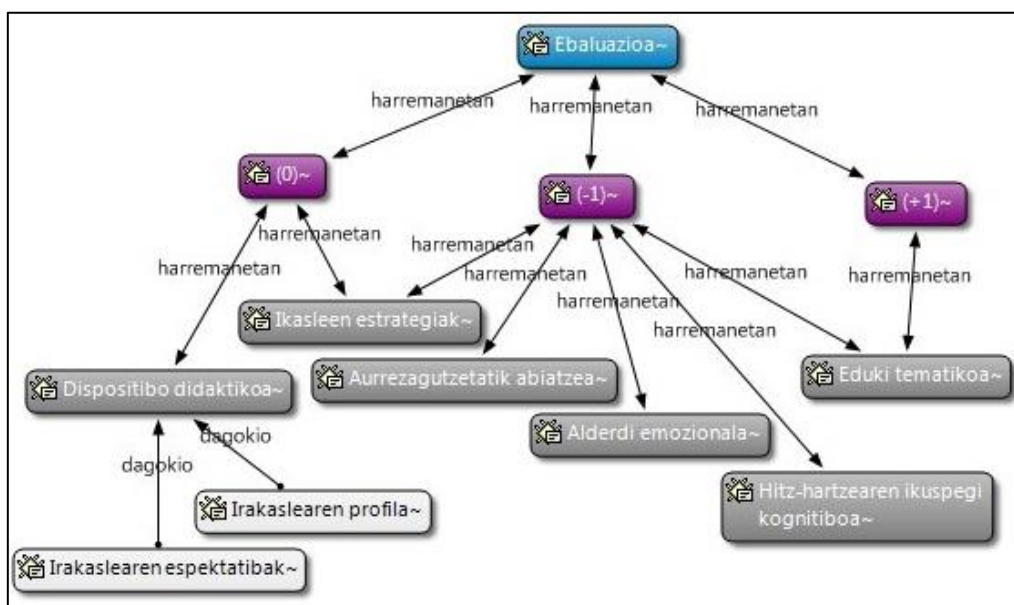 Ebaluazioa~
harremanetan
harremanetan
harremanetan
(0)~
(-1)~
(+1)~
harremanetan
harremanetan
harremanetan
harremanetan
harremanetan
harremanetan
harremanetan
harremanetan
Ikasleen estrategiak~
Aurrezagutzetatik abiatzea~
Eduki tematikoa~
Dispositibo didaktikoa~
Alderdi emozionala~
dagokio
dagokio
Hitz-hartzearen ikuspegi
kognitiboa~
Irakaslearen profila~
Irakaslearen espektatibak~